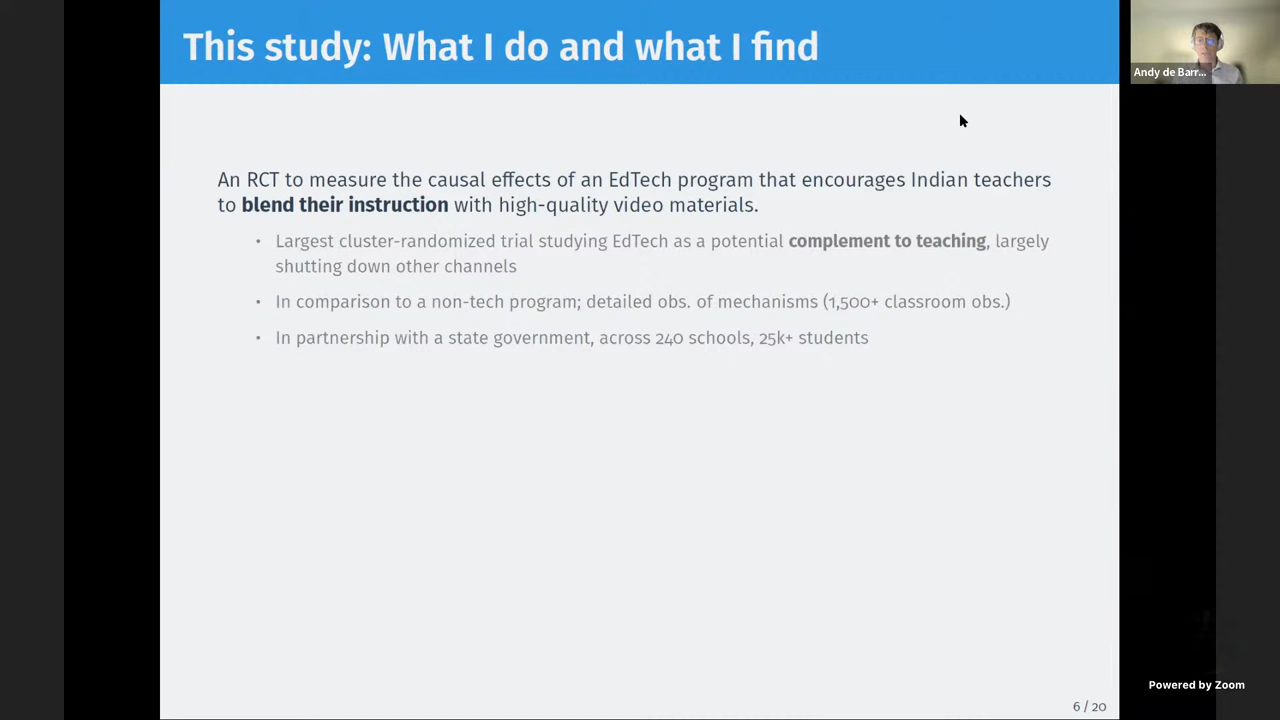 This study: What I do and what I find
Andy de Barr...
An RCT to measure the causal effects of an EdTech program that encourages Indian teachers
to blend their instruction with high-quality video materials.
• Largest cluster-randomized trial studying EdTech as a potential complement to teaching, largely
shutting down other channels
• In comparison to a non-tech program; detailed obs. of mechanisms (1,500+ classroom obs.)
• In partnership with a state government, across 240 schools, 25k+ students
Powered by Zoom
6 / 20